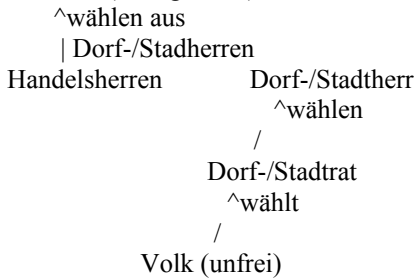 ^wählen aus
| Dorf-/Stadherren
Handelsherren Dorf-/Stadtherr
^wählen
/
Dorf-/Stadtrat
^wählt
/
Volk (unfrei)